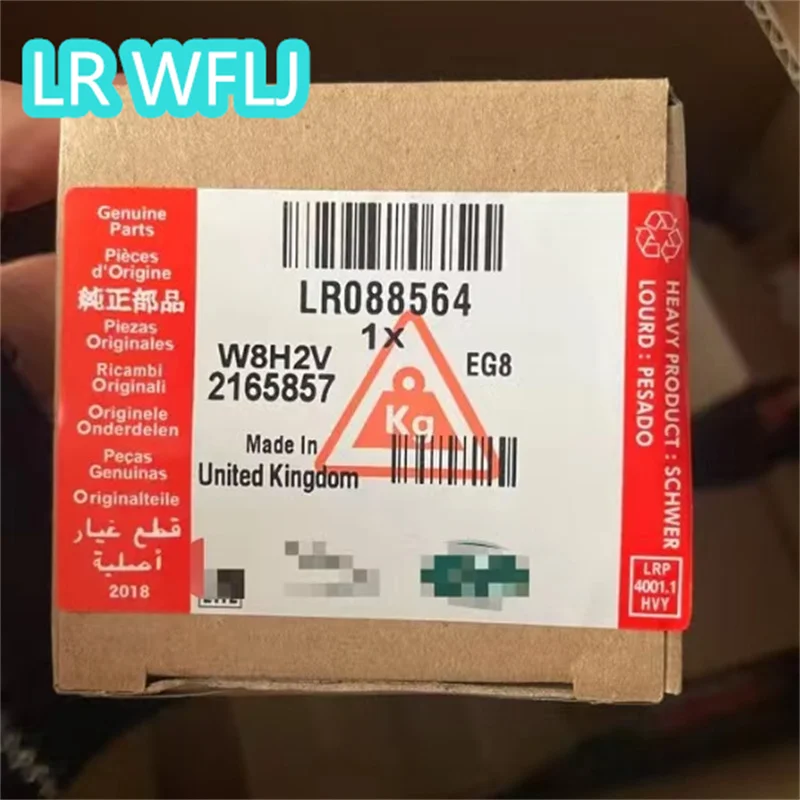 LR WFLJ
Genuine
Parts
Pièces
d'Origine
純正部品
Piezas
Originales
Ricambi
Originali
Originele
Onderdelen
Peças
Genuinas
Originalteile
قطع غيار
أصلية
2018
LR088564
1x
W8H2V
2165857
EG8
Kg
Made In
United Kingdom
HEAVY PRODUCT : SCHWER
LOURD : PESADO
LRP
4001.1
HVY